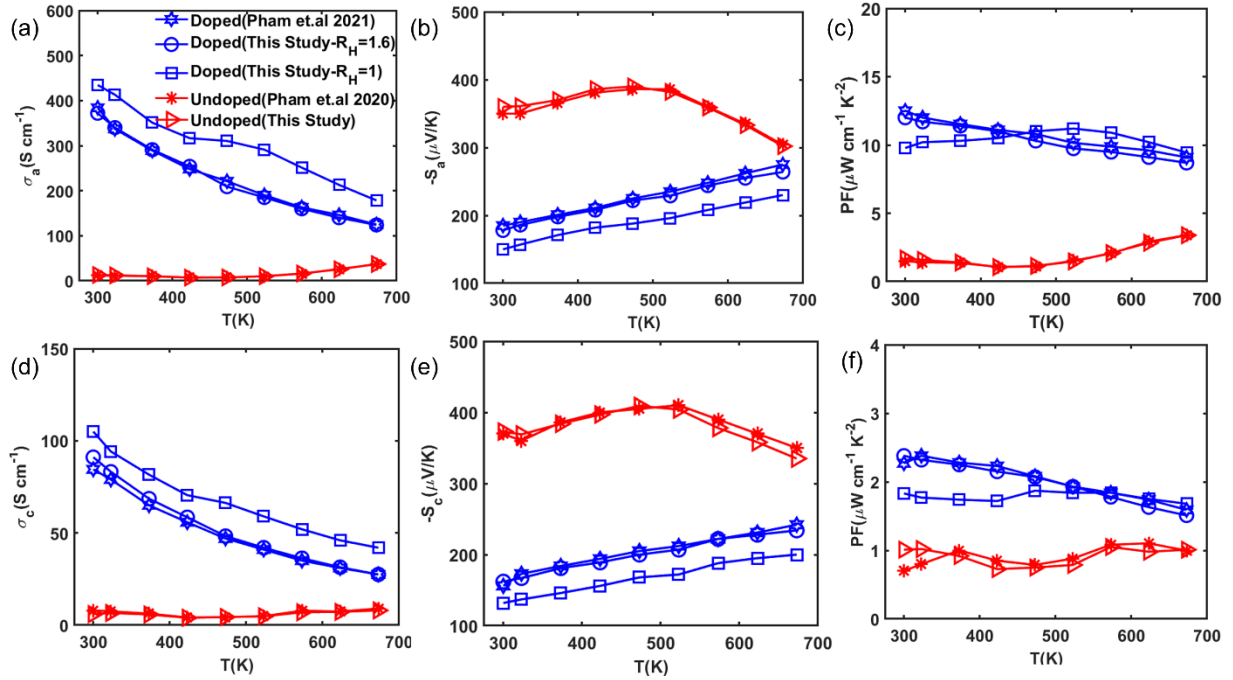 (a)
600
500
400
300
200
100
0
σa(S cm-1)
300 400 500 600 700
T(K)
Doped(Pham et.al 2021)
Doped(This Study-RH=1.6)
Doped(This Study-RH=1)
Undoped(Pham et.al 2020)
Undoped(This Study)
(b)
500
400
300
200
100
-Sa(μV/K)
300 400 500 600 700
T(K)
(c)
20
15
10
5
0
PF(μW cm-1 K-2)
300 400 500 600 700
T(K)
(d)
150
100
50
0
σc(S cm-1)
300 400 500 600 700
T(K)
(e)
500
400
300
200
100
-Sc(μV/K)
300 400 500 600 700
T(K)
(f)
4
3
2
1
0
PF(μW cm-1 K-2)
300 400 500 600 700
T(K)